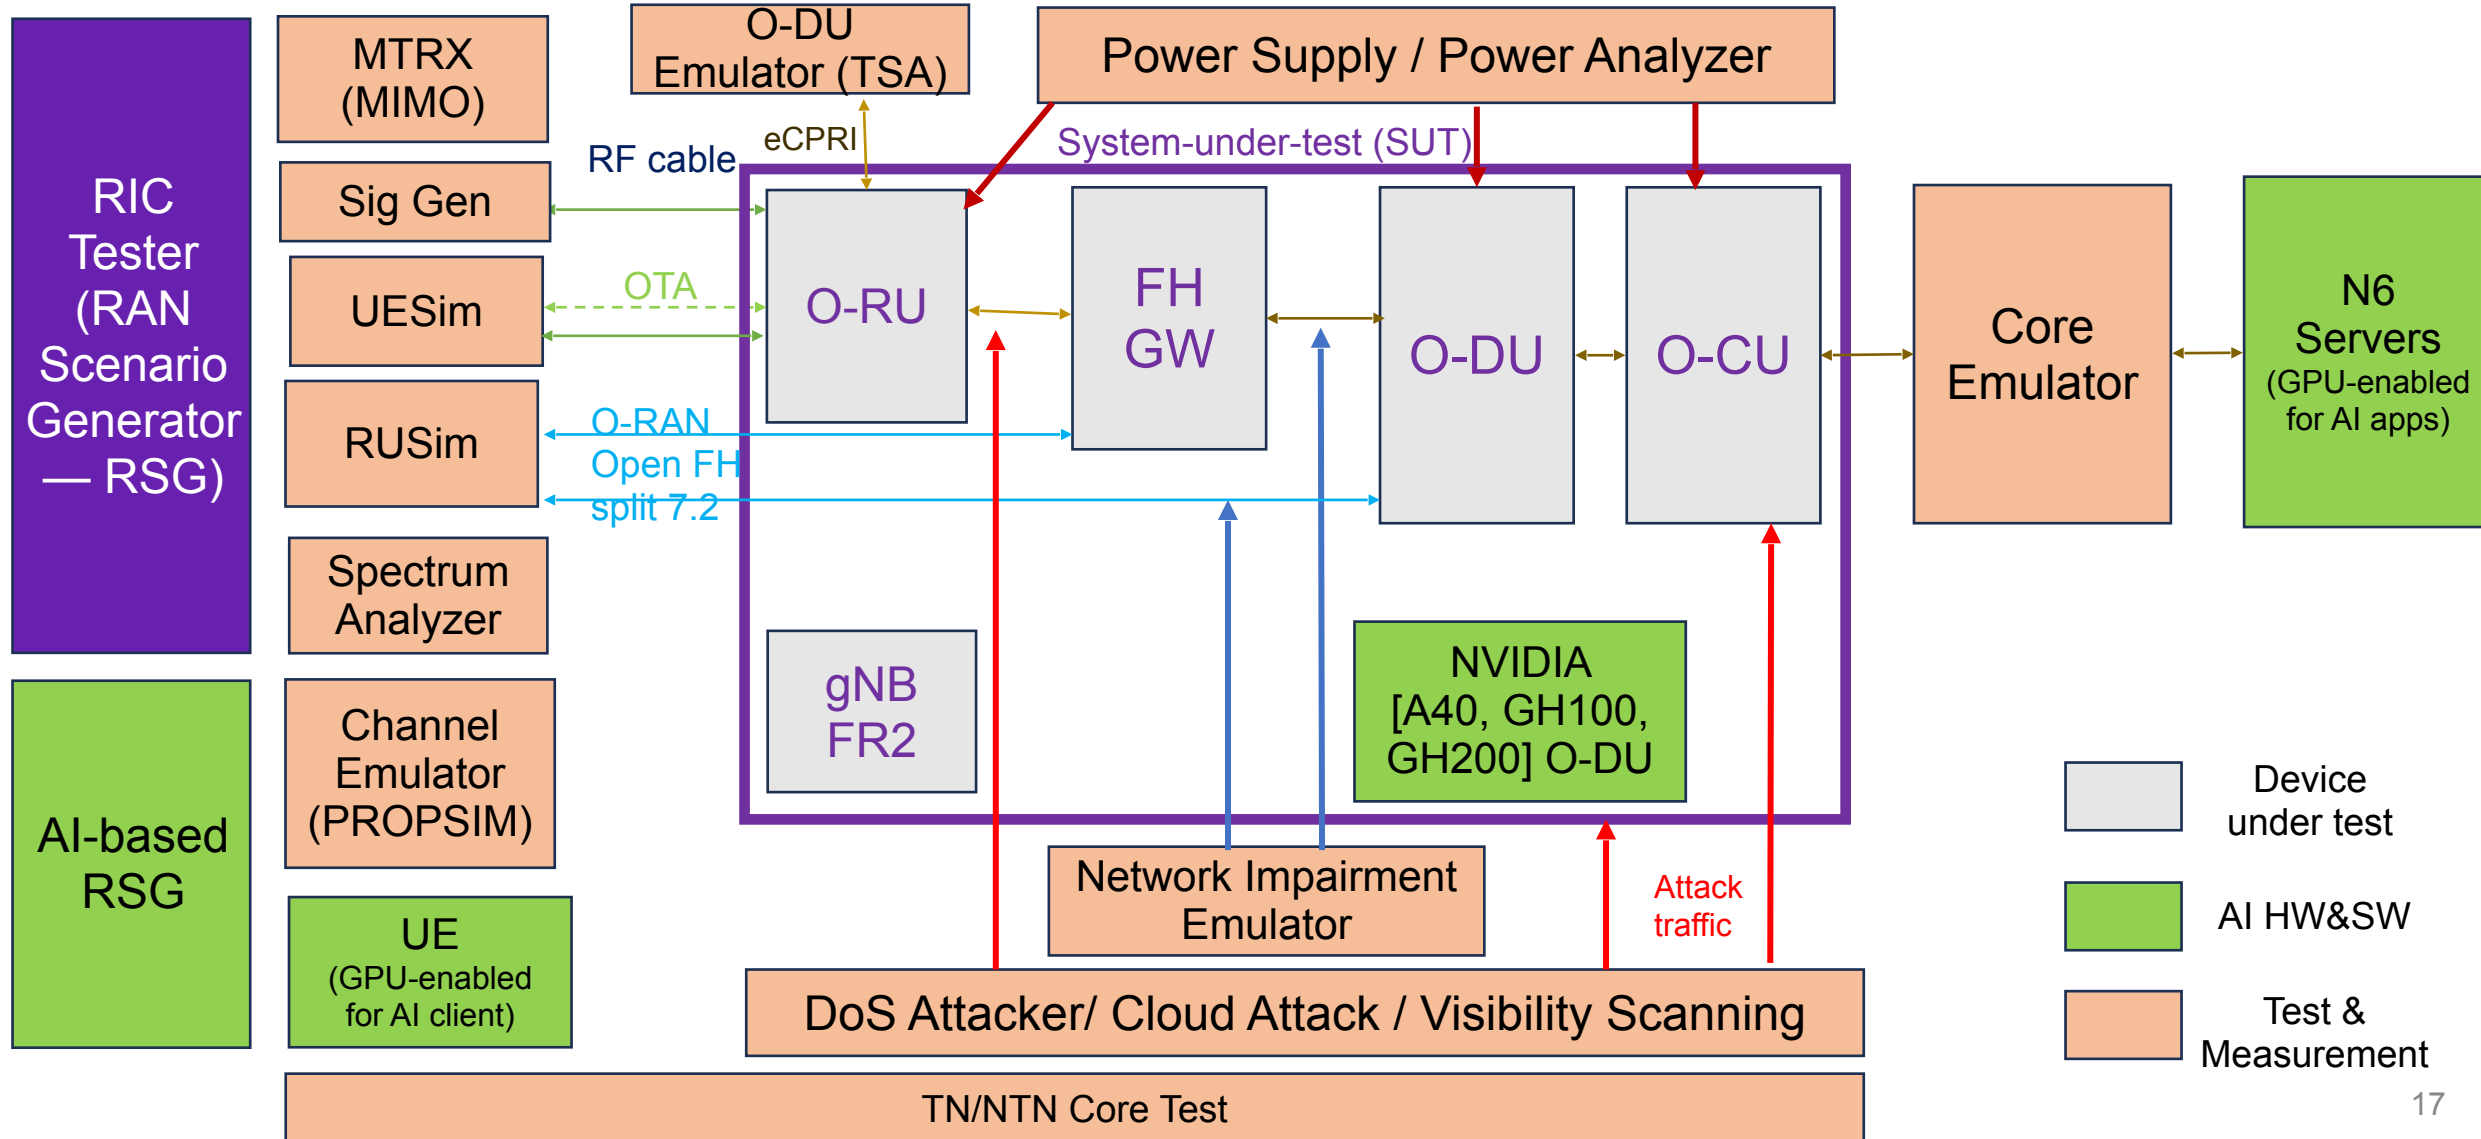 RIC
Tester
(RAN
Scenario
Generator
— RSG)
AI-based
RSG
MTRX
(MIMO)
Sig Gen
UESim
RUSim
Spectrum
Analyzer
Channel
Emulator
(PROPSIM)
UE
(GPU-enabled
for AI client)
O-DU
Emulator (TSA)
Power Supply / Power Analyzer
eCPRI
RF cable
System-under-test (SUT)
OTA
O-RAN
Open FH
split 7.2
O-RU
FH
GW
O-DU
O-CU
gNB
FR2
NVIDIA
[A40, GH100,
GH200] O-DU
Core
Emulator
N6
Servers
(GPU-enabled
for AI apps)
Network Impairment
Emulator
Attack
traffic
DoS Attacker/ Cloud Attack / Visibility Scanning
TN/NTN Core Test
Device
under test
AI HW&SW
Test &
Measurement
17